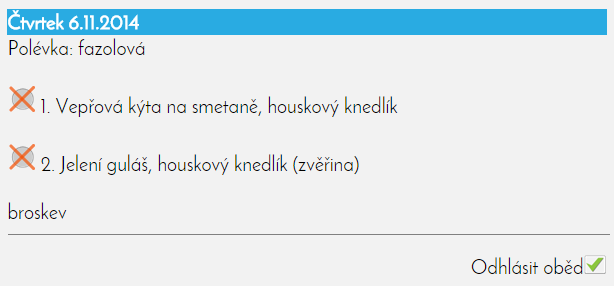 Čtvrtek 6.11.2014
Polévka: fazolová
1. Vepřová kýta na smetaně, houskový knedlík
2. Jelení guláš, houskový knedlík (zvěřina)
broskev
Odhlásit oběd